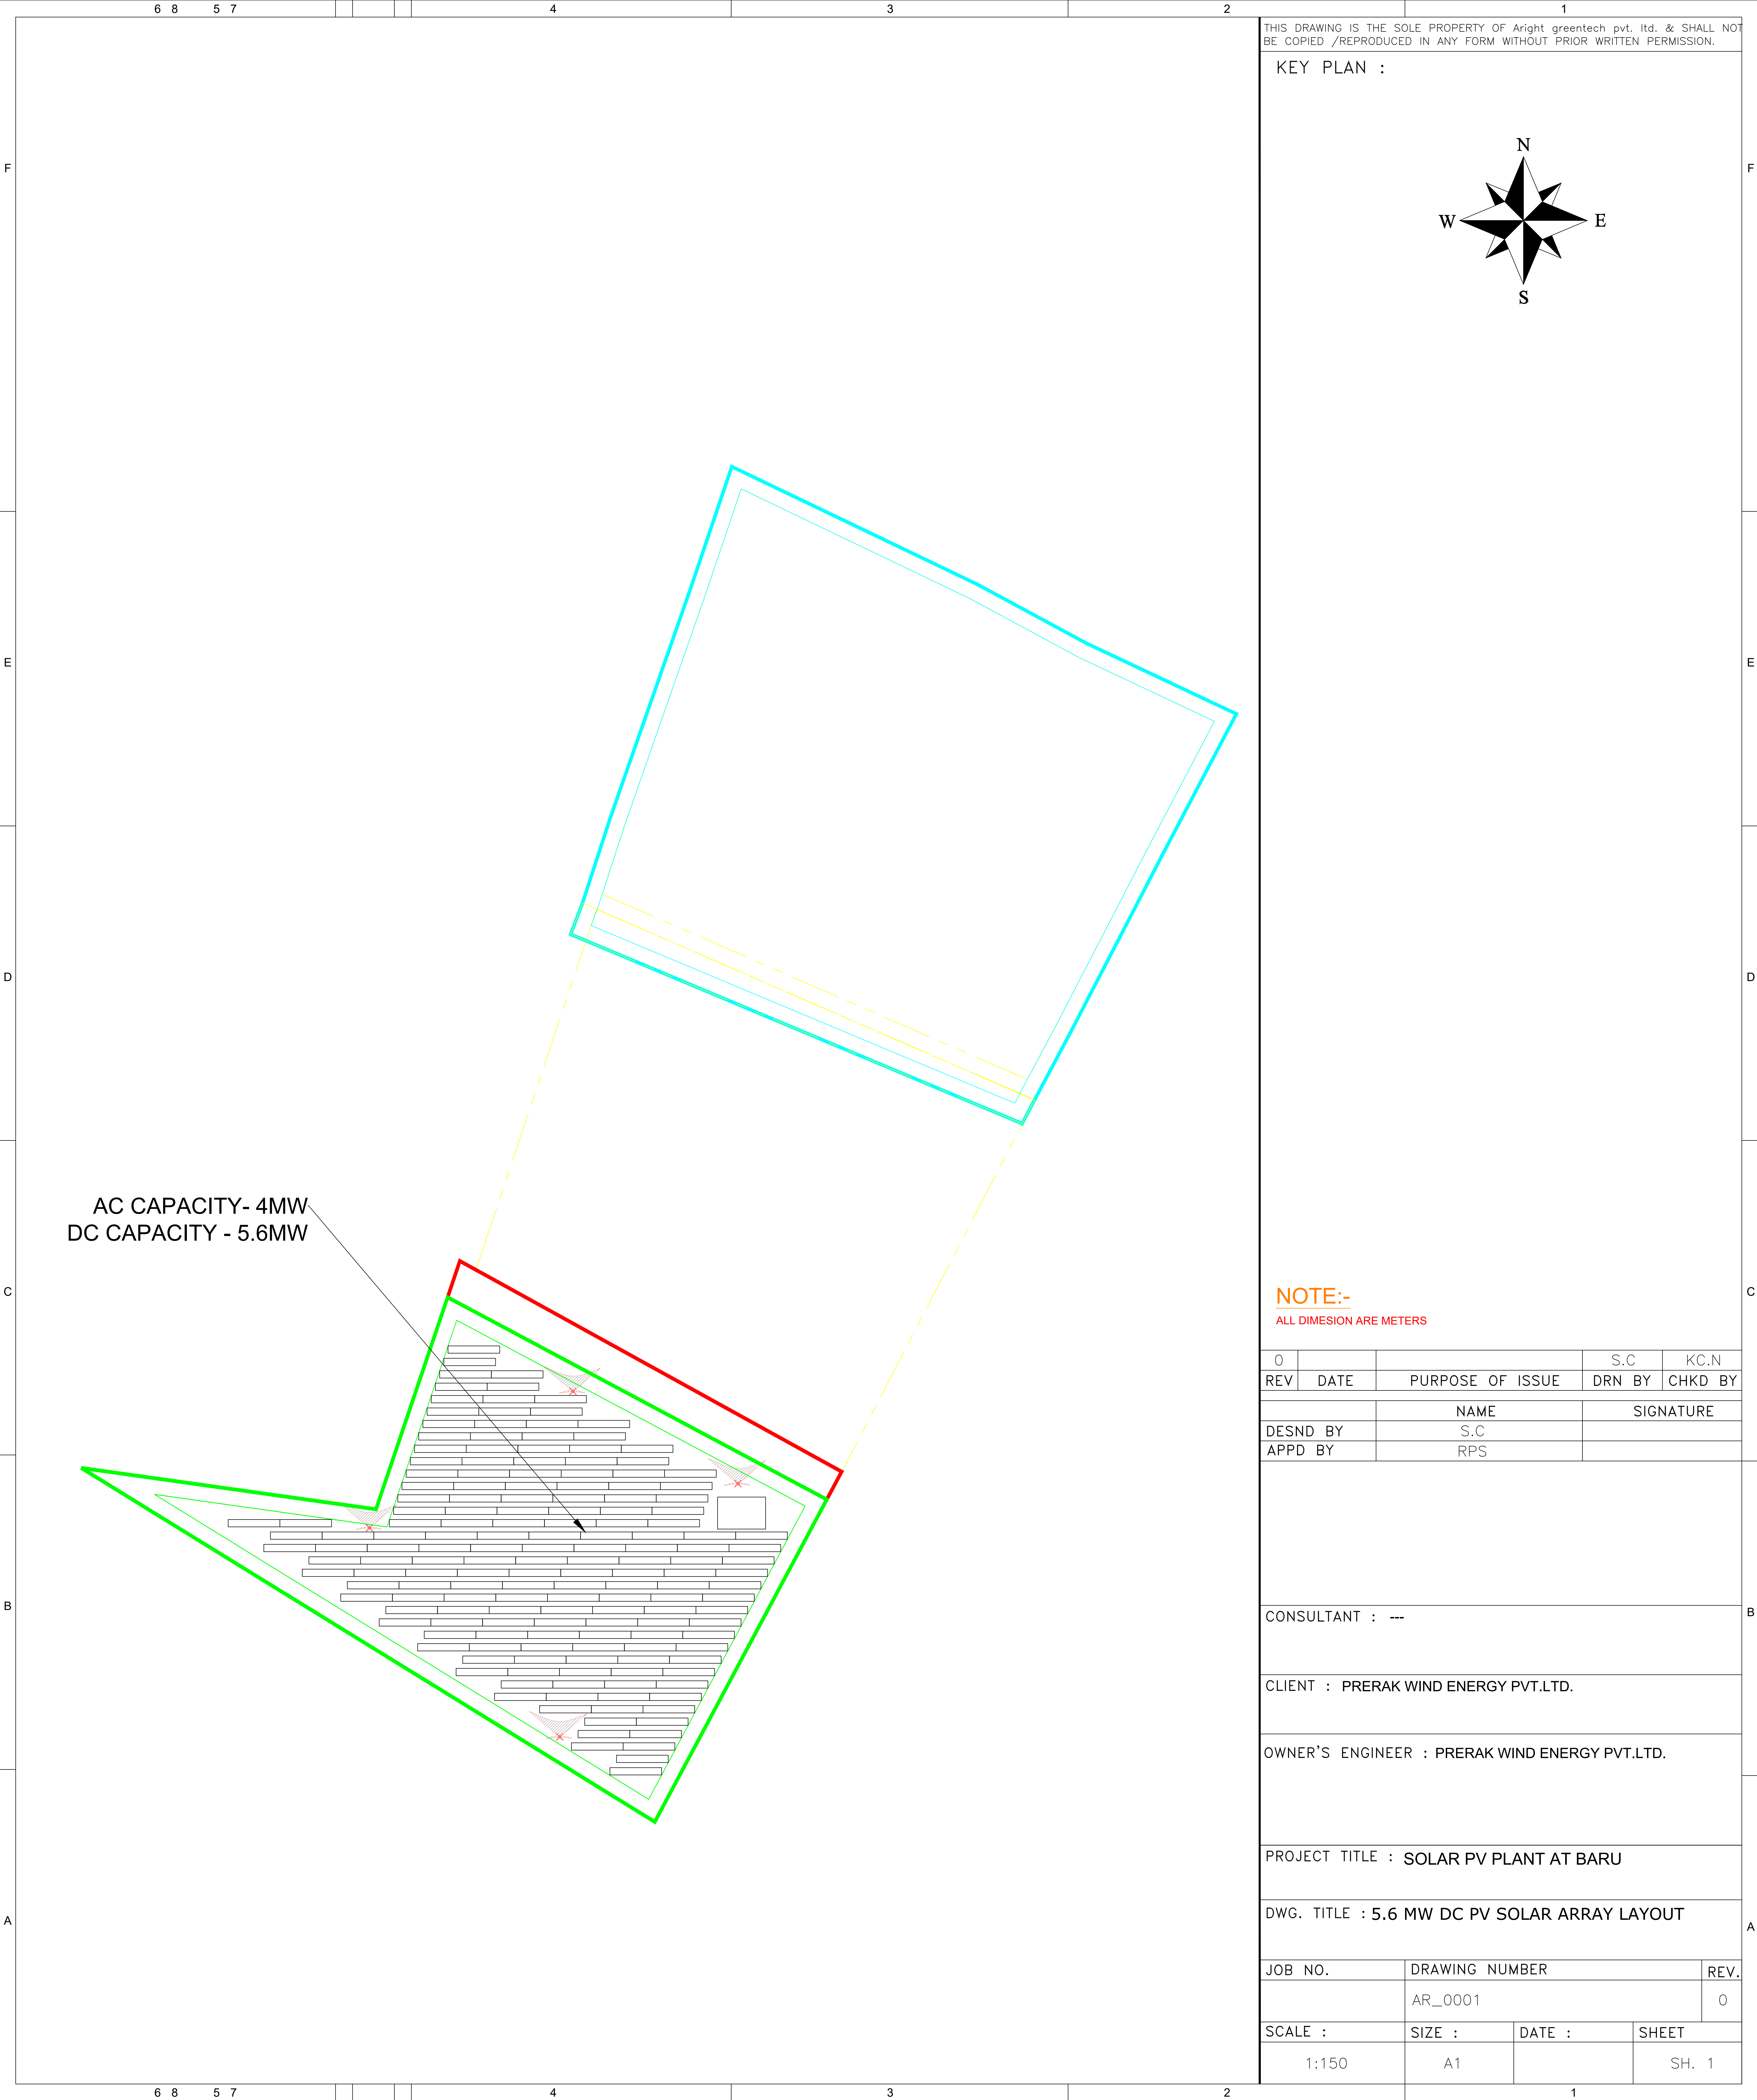 6 8 5 7 4 3 2 1
THIS DRAWING IS THE SOLE PROPERTY OF Aright greentech pvt. ltd. & SHALL NOT
BE COPIED /REPRODUCED IN ANY FORM WITHOUT PRIOR WRITTEN PERMISSION.
KEY PLAN :
N
F F
W E
S
E E
D D
AC CAPACITY- 4MW
DC CAPACITY - 5.6MW
C C
NOTE:-
ALL DIMESION ARE METERS
0 S.C KC.N
REV DATE PURPOSE OF ISSUE DRN BY CHKD BY
NAME SIGNATURE
DESND BY S.C
APPD BY RPS
B B
CONSULTANT : ---
CLIENT : PRERAK WIND ENERGY PVT.LTD.
OWNER'S ENGINEER : PRERAK WIND ENERGY PVT.LTD.
PROJECT TITLE : SOLAR PV PLANT AT BARU
DWG. TITLE : 5.6 MW DC PV SOLAR ARRAY LAYOUT
A A
JOB NO. DRAWING NUMBER REV.
AR_0001 0
SCALE : SIZE : DATE : SHEET
1:150 A1 SH. 1
6 8 5 7 4 3 2 1